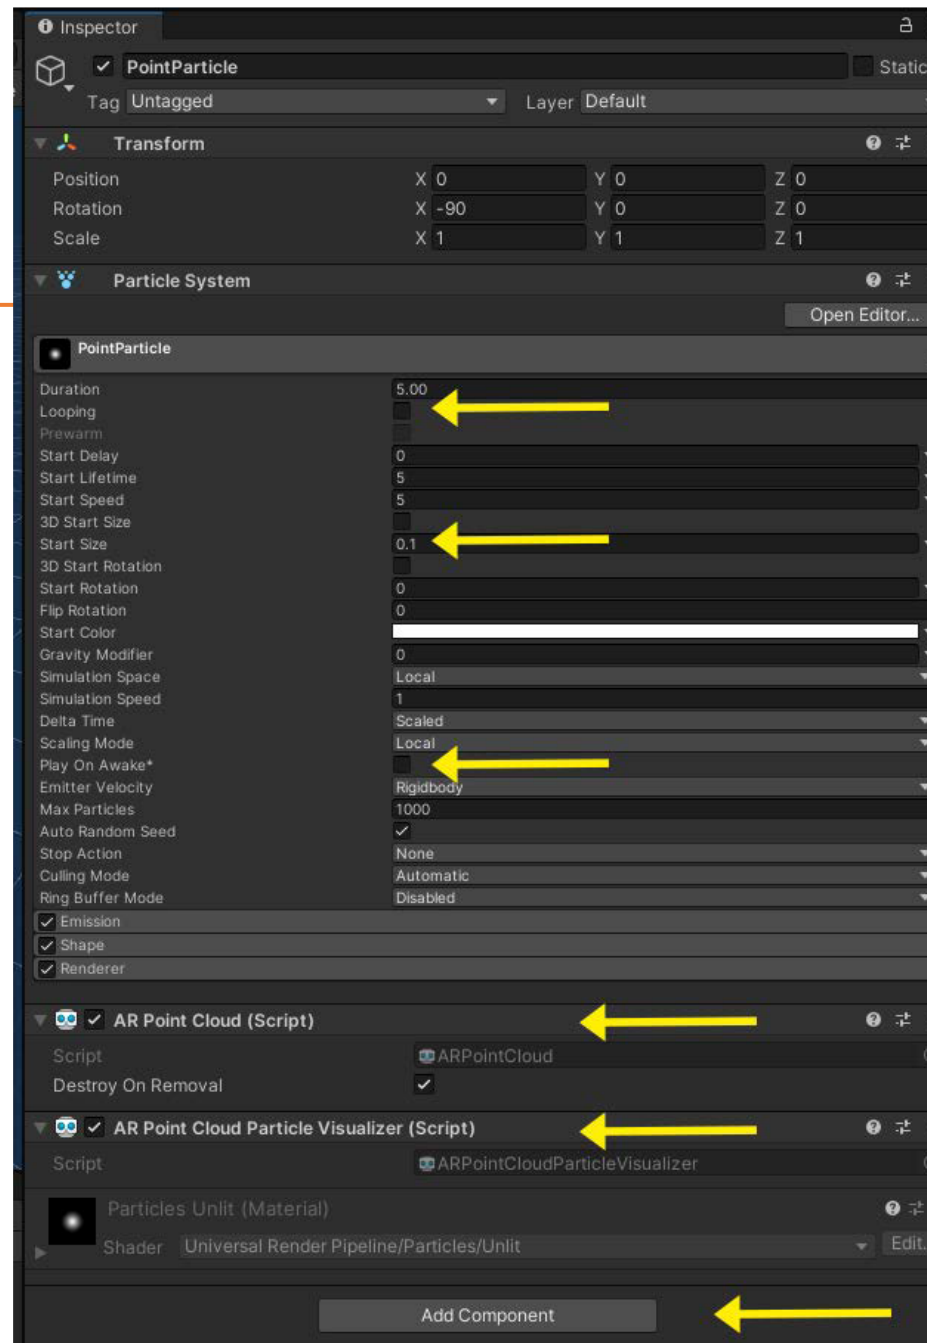 Inspector
PointParticle Static
Tag Untagged Layer Default
Transform
Position X 0 Y 0 Z 0
Rotation X -90 Y 0 Z 0
Scale X 1 Y 1 Z 1
Particle System
Open Editor...
PointParticle
Duration 5.00
Looping
Prewarm
Start Delay 0
Start Lifetime 5
Start Speed 5
3D Start Size
Start Size 0.1
3D Start Rotation
Start Rotation 0
Flip Rotation 0
Start Color
Gravity Modifier 0
Simulation Space Local
Simulation Speed 1
Delta Time Scaled
Scaling Mode Local
Play On Awake*
Emitter Velocity Rigidbody
Max Particles 1000
Auto Random Seed
Stop Action None
Culling Mode Automatic
Ring Buffer Mode Disabled
Emission
Shape
Renderer
AR Point Cloud (Script)
Script ARPointCloud
Destroy On Removal
AR Point Cloud Particle Visualizer (Script)
Script ARPointCloudParticleVisualizer
Particles Unlit (Material)
Shader Universal Render Pipeline/Particles/Unlit Edit.
Add Component